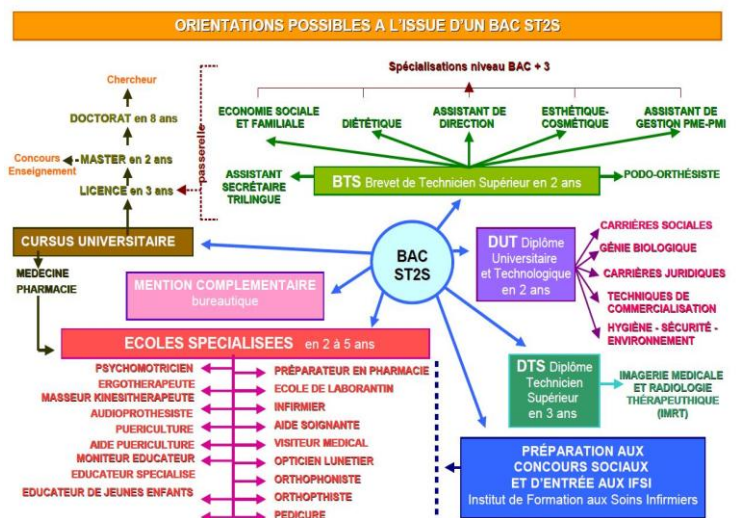 ORIENTATIONS POSSIBLES A L'ISSUE D'UN BAC ST2S
Chercheur
DOCTORAT en 8 ans
Concours
Enseignement
MASTER en 2 ans
LICENCE en 3 ans
passerelle
Spécialisations niveau BAC + 3
ECONOMIE SOCIALE
ET FAMILIALE
DIÉTÉTIQUE
ASSISTANT DE
DIRECTION
ESTHÉTIQUE-
COSMÉTIQUE
ASSISTANT DE
GESTION PME-PMI
ASSISTANT
SECRÉTAIRE
TRILINGUE
BTS Brevet de Technicien Supérieur en 2 ans
PODO-ORTHÉSISTE
CURSUS UNIVERSITAIRE
MEDECINE
PHARMACIE
BAC
ST2S
MENTION COMPLEMENTAIRE
bureautique
DUT Diplôme
Universitaire
et Technologique
en 2 ans
CARRIÈRES SOCIALES
GÉNIE BIOLOGIQUE
CARRIÈRES JURIDIQUES
TECHNIQUES DE
COMMERCIALISATION
HYGIÈNE - SÉCURITÉ -
ENVIRONNEMENT
ECOLES SPECIALISEES en 2 à 5 ans
PSYCHOMOTRICIEN
ERGOTHERAPEUTE
MASSEUR KINESITHERAPEUTE
AUDIOPROTHESISTE
PUERICULTURE
AIDE PUERICULTURE
MONITEUR EDUCATEUR
EDUCATEUR SPECIALISE
EDUCATEUR DE JEUNES ENFANTS
PRÉPARATEUR EN PHARMACIE
ECOLE DE LABORANTIN
INFIRMIER
AIDE SOIGNANTE
VISITEUR MEDICAL
OPTICIEN LUNETIER
ORTHOPHONISTE
ORTHOPTHISTE
PEDICURE
DTS Diplôme
Technicien
Supérieur
en 3 ans
IMAGERIE MEDICALE
ET RADIOLOGIE
THÉRAPEUTHIQUE
(IMRT)
PRÉPARATION AUX
CONCOURS SOCIAUX
ET D'ENTRÉE AUX IFSI
Institut de Formation aux Soins Infirmiers